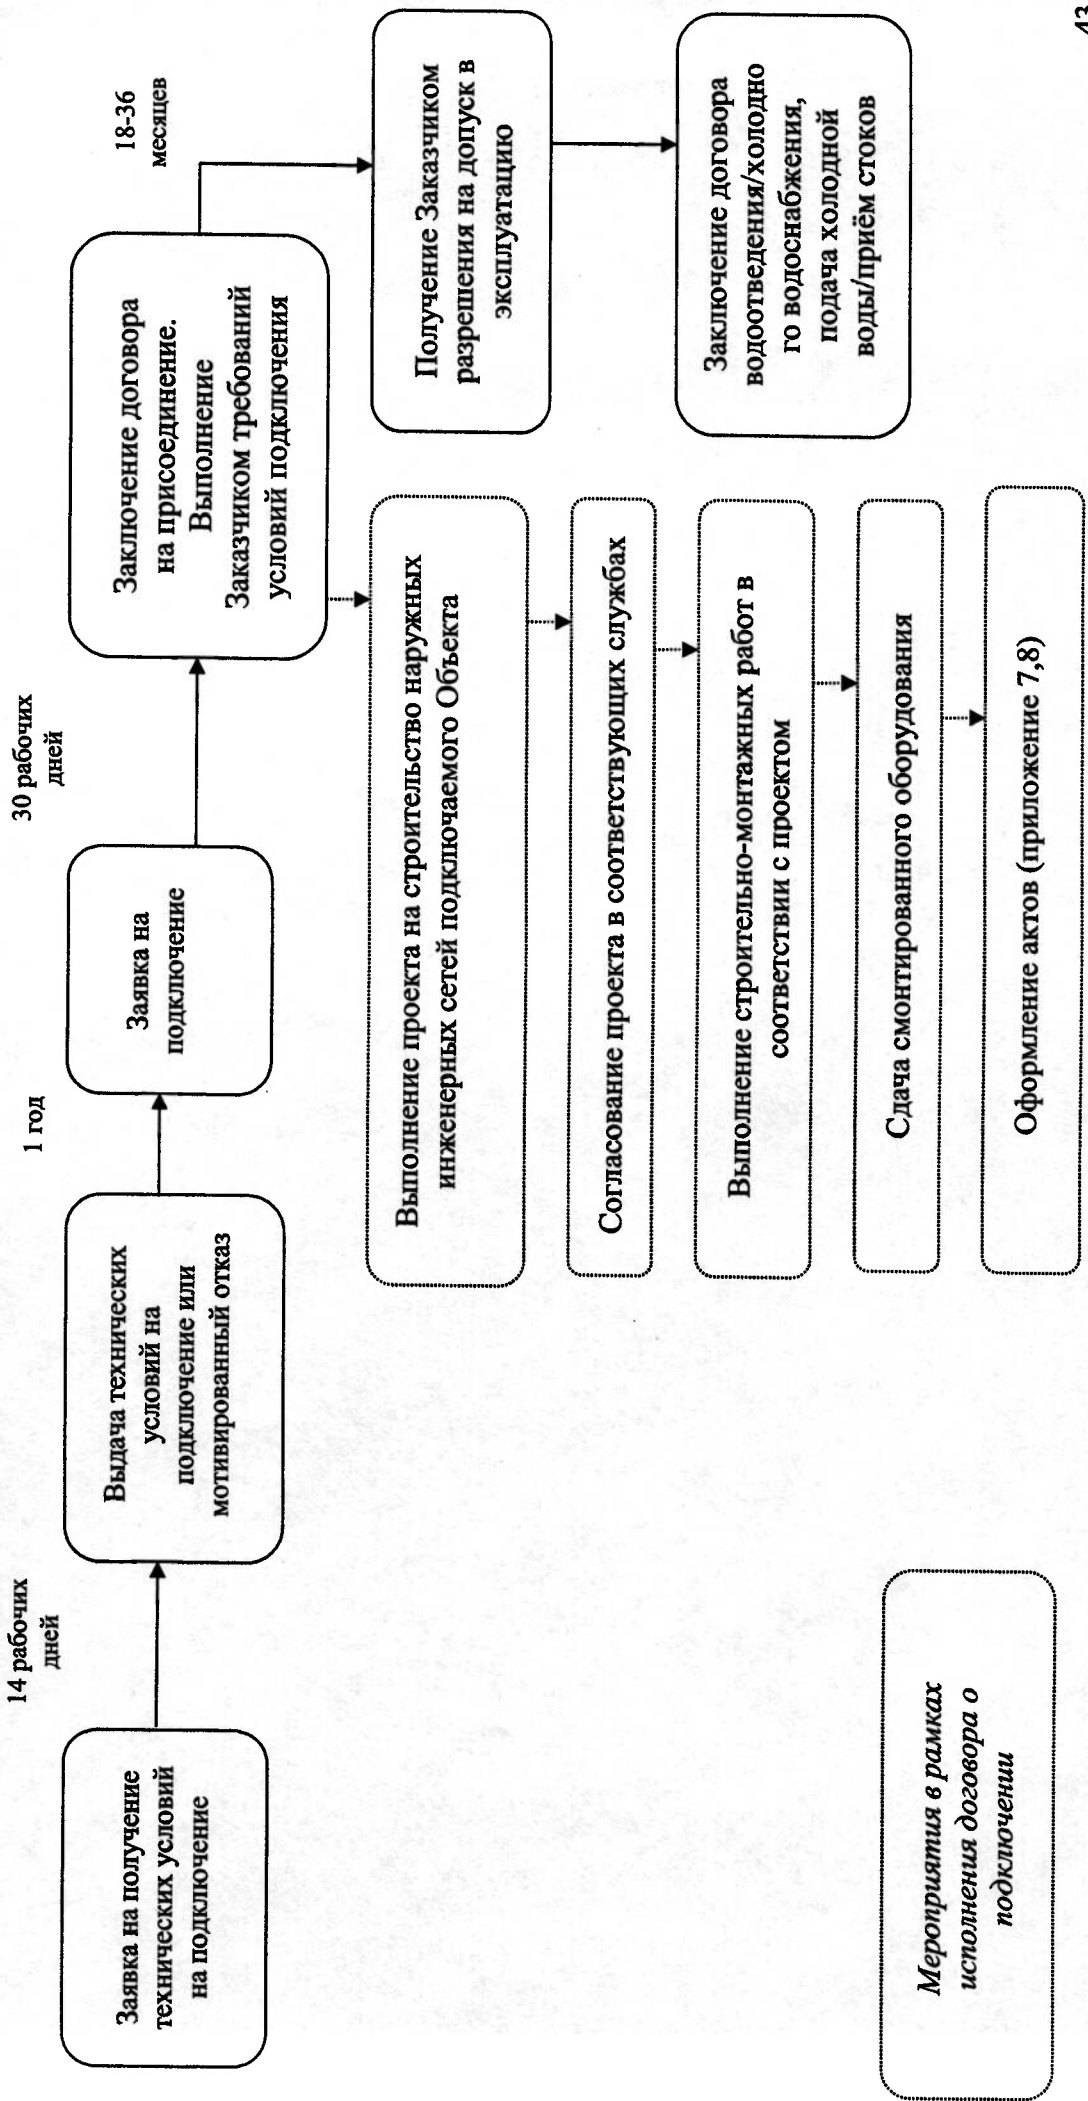 14 рабочих
дней
1 год
30 рабочих
дней
18-36
месяцев
Заявка на получение
технических условий
на подключение
Выдача технических
условий на
подключение или
мотивированный отказ
Заявка на
подключение
Заключение договора
на присоединение.
Выполнение
Заказчиком требований
условий подключения
Получение Заказчиком
разрешения на допуск в
эксплуатацию
Заключение договора
водоотведения/холодно
го водоснабжения,
подача холодной
воды/приём стоков
Выполнение проекта на строительство наружных
инженерных сетей подключаемого Объекта
Согласование проекта в соответствующих службах
Выполнение строительно-монтажных работ в
соответствии с проектом
Сдача смонтированного оборудования
Оформление актов (приложение 7,8)
Мероприятия в рамках
исполнения договора о
подключении
43